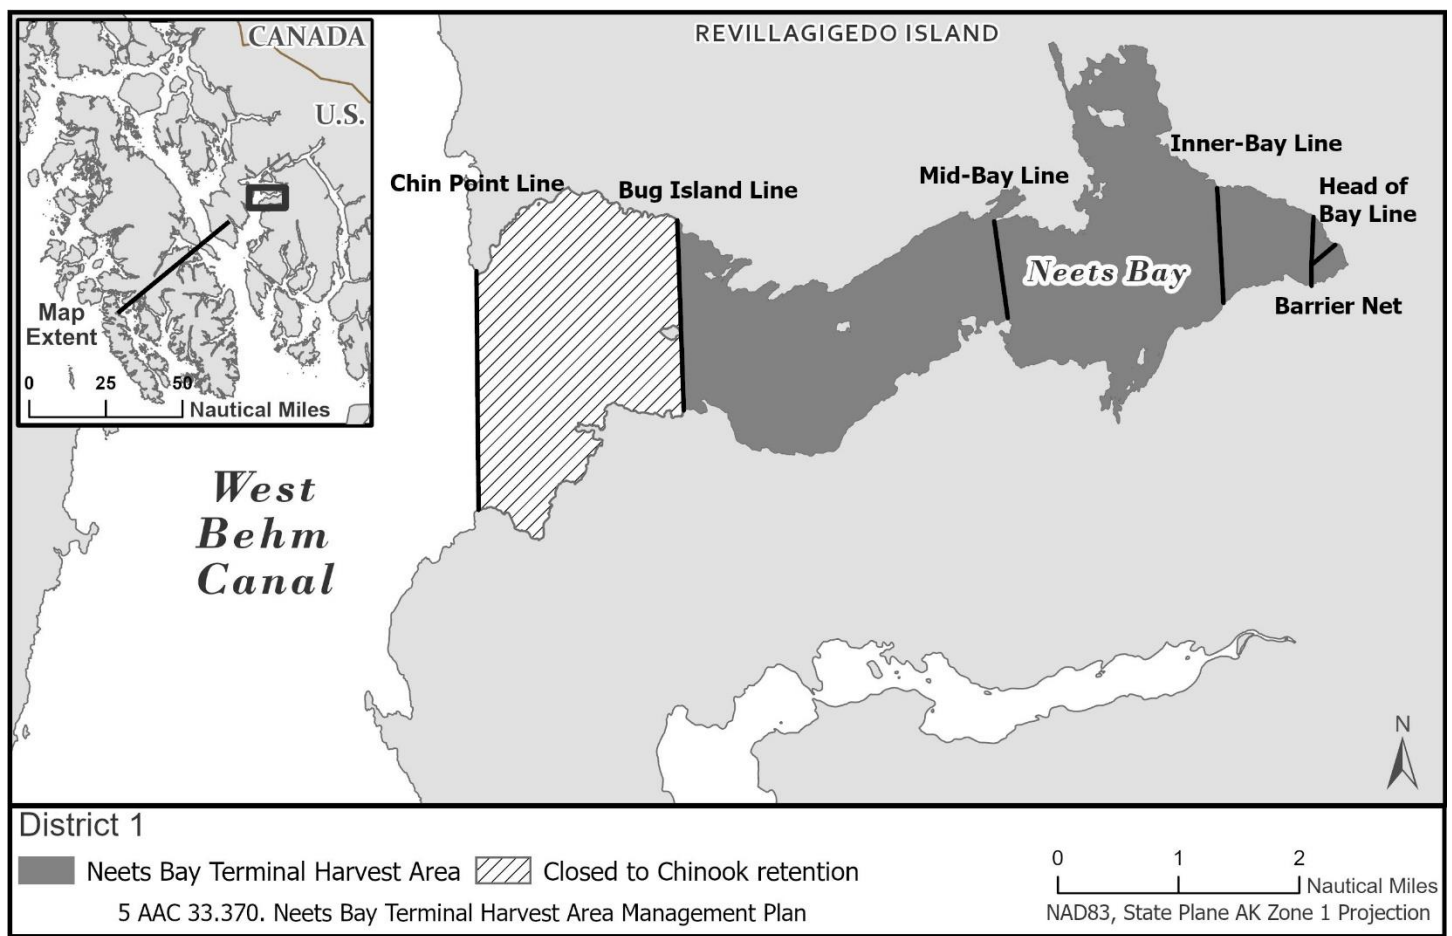 REVILLAGIGEDO ISLAND
CANADA
U.S.
Map
Extent
0 25 50
Nautical Miles
Chin Point Line
Bug Island Line
Mid-Bay Line
Inner-Bay Line
Head of
Bay Line
Neets Bay
Barrier Net
West
Behm
Canal
N
District 1
Neets Bay Terminal Harvest Area
Closed to Chinook retention
5 AAC 33.370. Neets Bay Terminal Harvest Area Management Plan
0 1 2
Nautical Miles
NAD83, State Plane AK Zone 1 Projection